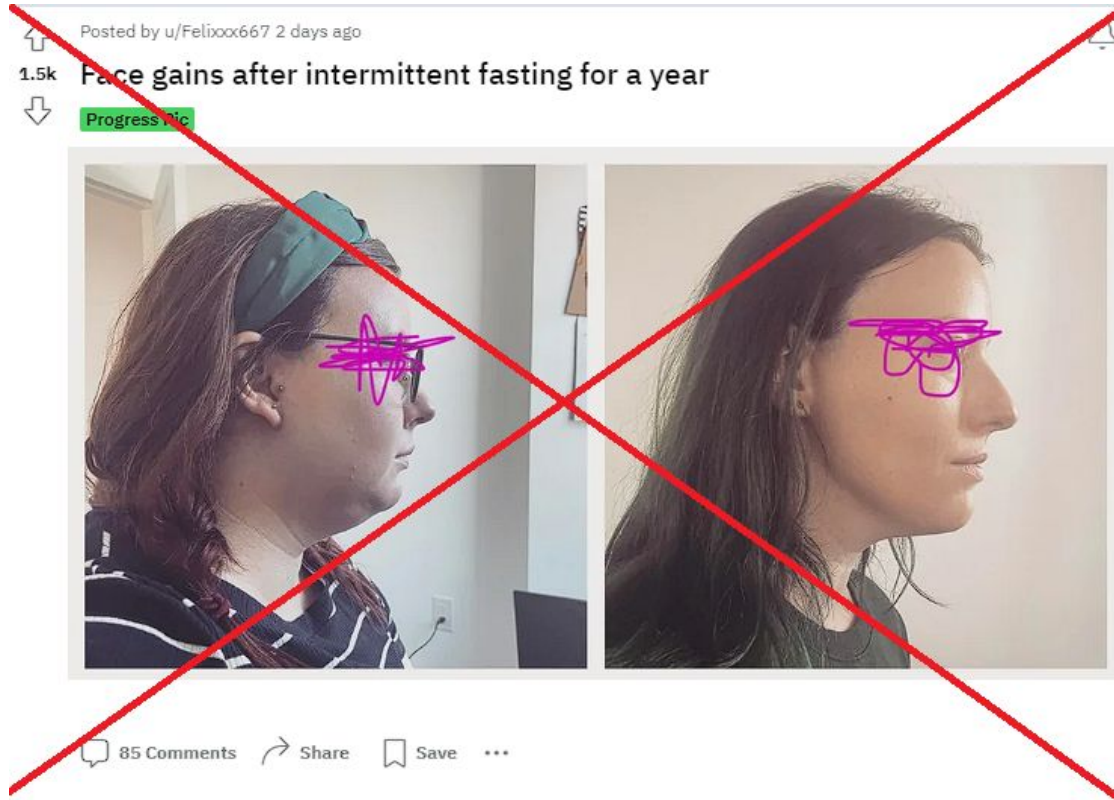 Posted by u/Felixxx667 2 days ago
1.5k
Face gains after intermittent fasting for a year
Progress Pic
85 Comments Share Save